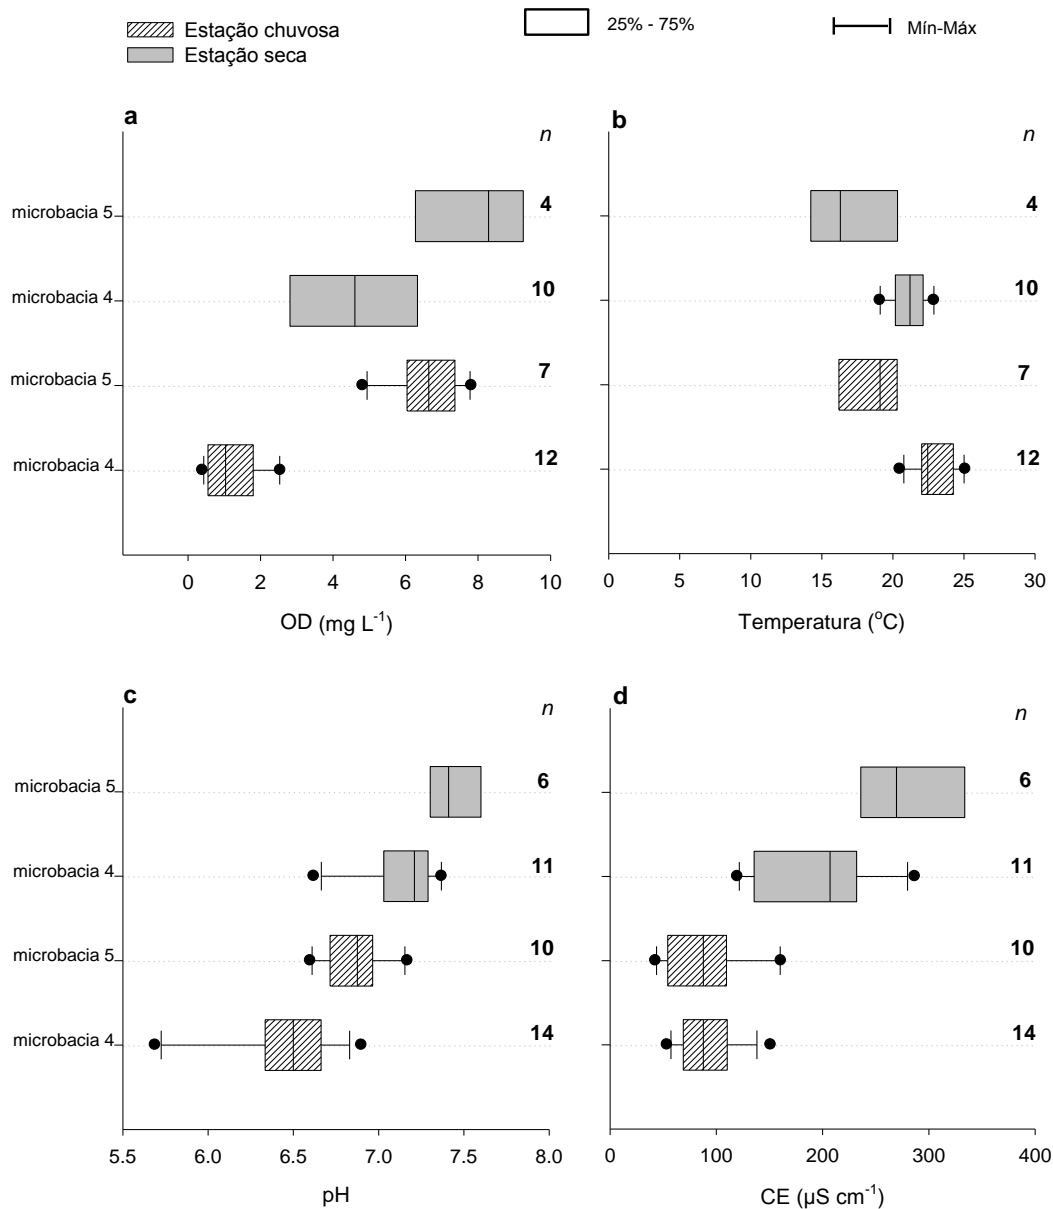 Estação chuvosa
Estação seca
25% - 75%
Mín-Máx
a
n
microbacia 5
4
microbacia 4
10
microbacia 5
7
microbacia 4
12
0 2 4 6 8 10
OD (mg L⁻¹)
b
n
4
10
7
12
0 5 10 15 20 25 30
Temperatura (°C)
c
n
microbacia 5
6
microbacia 4
11
microbacia 5
10
microbacia 4
14
5.5 6.0 6.5 7.0 7.5 8.0
pH
d
n
6
11
10
14
0 100 200 300 400
CE (µS cm⁻¹)